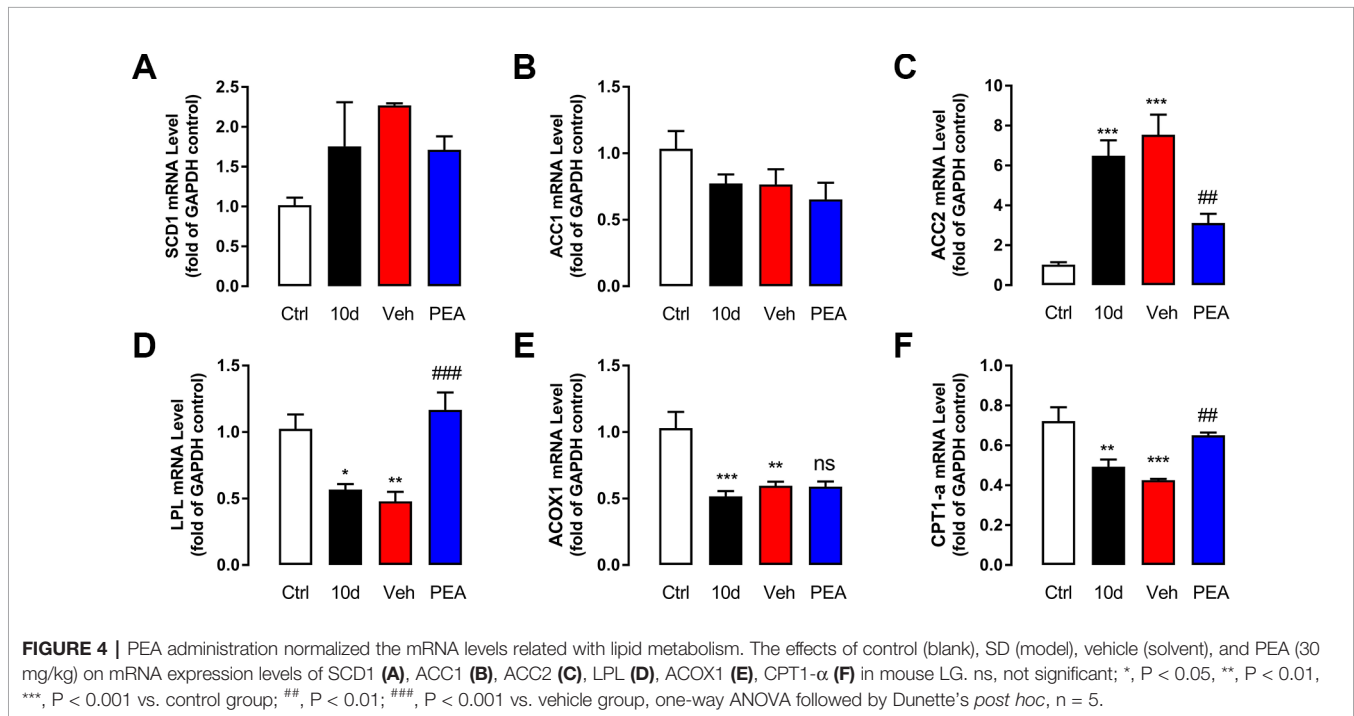 A
SCD1 mRNA Level
(fold of GAPDH control)
2.5
2.0
1.5
1.0
0.5
0.0
Ctrl 10d Veh PEA
B
ACC1 mRNA Level
(fold of GAPDH control)
1.5
1.0
0.5
0.0
Ctrl 10d Veh PEA
C
ACC2 mRNA Level
(fold of GAPDH control)
10
8
6
4
2
0
***
***
##
Ctrl 10d Veh PEA
D
LPL mRNA Level
(fold of GAPDH control)
1.5
1.0
0.5
0.0
*
**
###
Ctrl 10d Veh PEA
E
ACOX1 mRNA Level
(fold of GAPDH control)
1.5
1.0
0.5
0.0
***
**
ns
Ctrl 10d Veh PEA
F
CPT1-a mRNA Level
(fold of GAPDH control)
1.0
0.8
0.6
0.4
0.2
0.0
**
***
##
Ctrl 10d Veh PEA
FIGURE 4 | PEA administration normalized the mRNA levels related with lipid metabolism. The effects of control (blank), SD (model), vehicle (solvent), and PEA (30
mg/kg) on mRNA expression levels of SCD1 (A), ACC1 (B), ACC2 (C), LPL (D), ACOX1 (E), CPT1-α (F) in mouse LG. ns, not significant; *, P < 0.05, **, P < 0.01,
***, P < 0.001 vs. control group; ##, P < 0.01; ###, P < 0.001 vs. vehicle group, one-way ANOVA followed by Dunette's post hoc, n = 5.